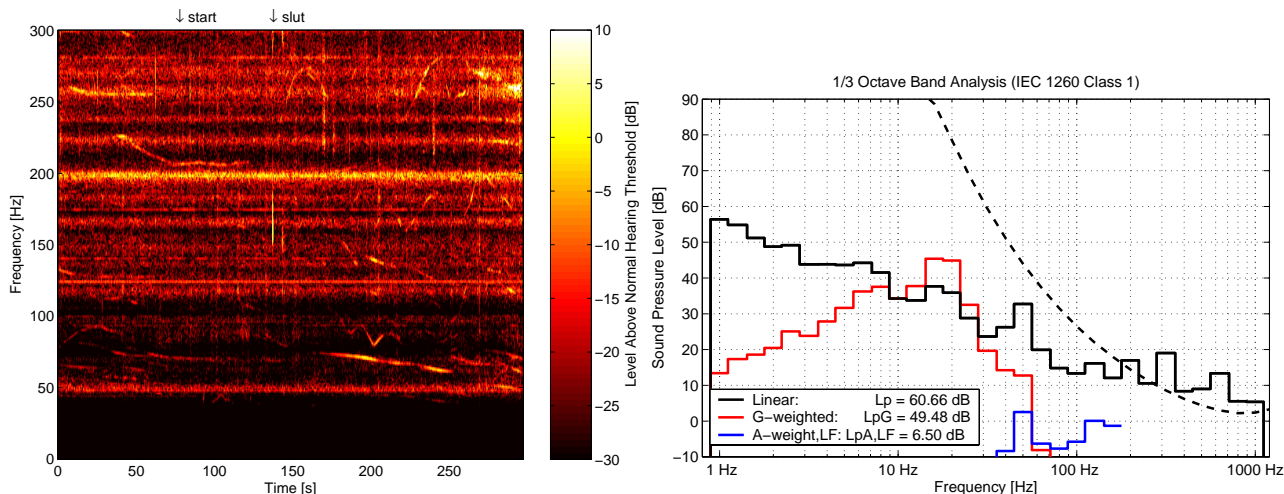 ↓ start ↓ slut
300
250
200
150
100
50
0
Frequency [Hz]
0 50 100 150 200 250
Time [s]
10
5
0
−5
−10
−15
−20
−25
−30
Level Above Normal Hearing Threshold [dB]
1/3 Octave Band Analysis (IEC 1260 Class 1)
90
80
70
60
50
40
30
20
10
0
−10
Sound Pressure Level [dB]
Linear: Lp = 60.66 dB
G−weighted: LpG = 49.48 dB
A−weight,LF: LpA,LF = 6.50 dB
1 Hz 10 Hz 100 Hz 1000 Hz
Frequency [Hz]